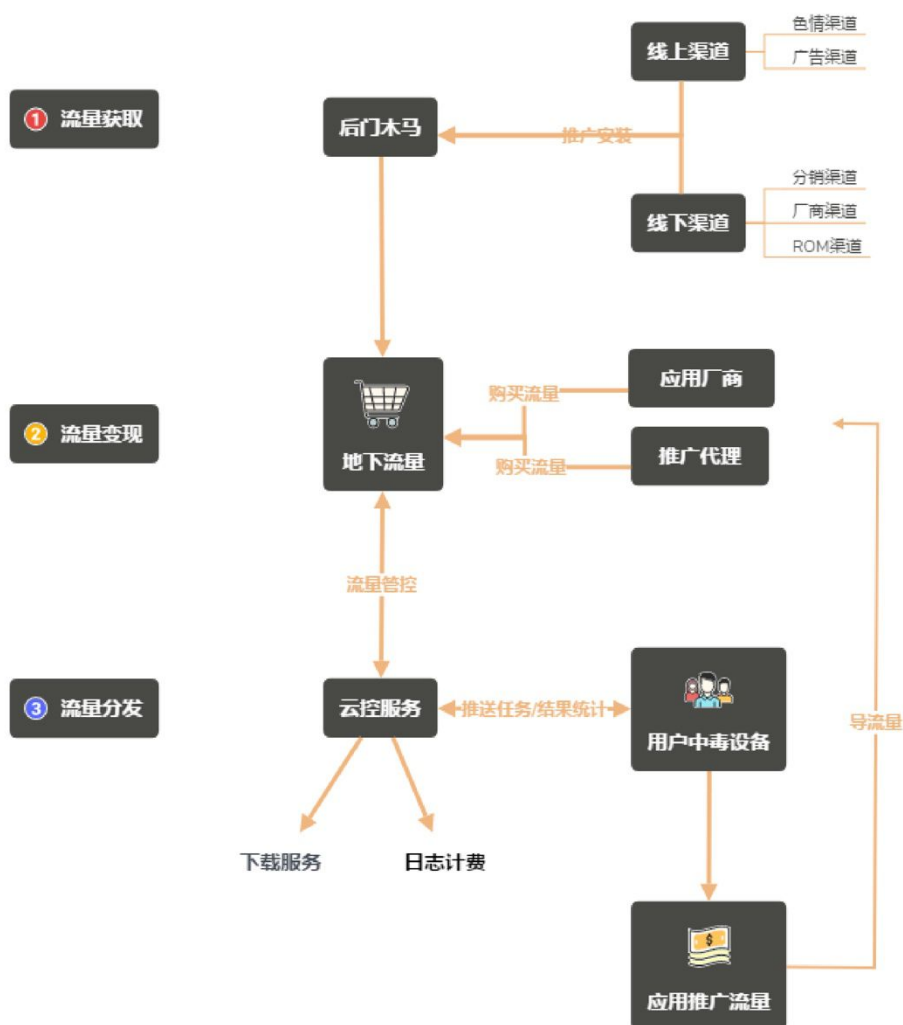 色情渠道
线上渠道
广告渠道
① 流量获取
后门木马
推广安装
分销渠道
线下渠道
厂商渠道
ROM渠道
应用厂商
购买流量
② 流量变现
地下流量
购买流量
推广代理
流量管控
③ 流量分发
云控服务
推送任务/结果统计
用户中毒设备
导流量
下载服务
日志计费
应用推广流量